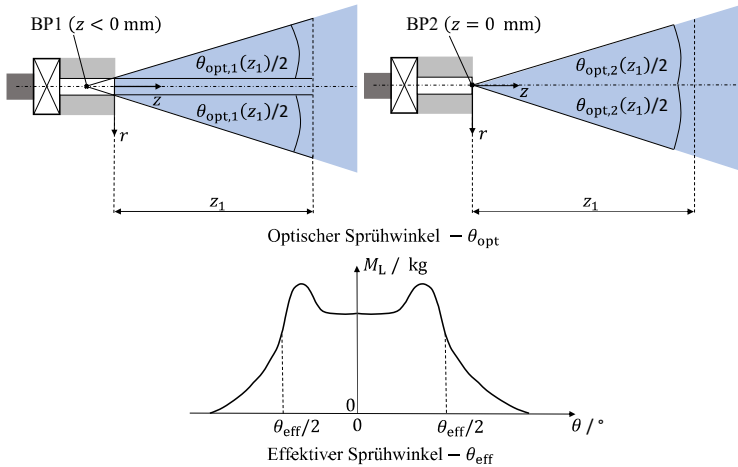 BP1 (z < 0 mm)
θopt,1(z₁)/2
z
θopt,1(z₁)/2
r
z₁
BP2 (z = 0 mm)
θopt,2(z₁)/2
z
θopt,2(z₁)/2
r
z₁
Optischer Sprühwinkel – θopt
M_L / kg
0
θeff/2
0
θeff/2
θ / °
Effektiver Sprühwinkel – θeff